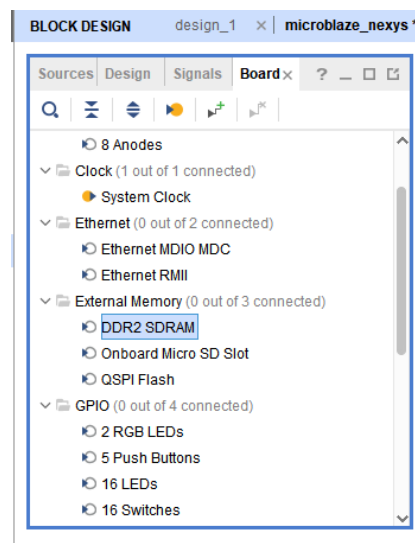 BLOCK DESIGN design_1 × microblaze_nexys *
Sources Design Signals Board × ? _
8 Anodes
Clock (1 out of 1 connected)
System Clock
Ethernet (0 out of 2 connected)
Ethernet MDIO MDC
Ethernet RMII
External Memory (0 out of 3 connected)
DDR2 SDRAM
Onboard Micro SD Slot
QSPI Flash
GPIO (0 out of 4 connected)
2 RGB LEDs
5 Push Buttons
16 LEDs
16 Switches